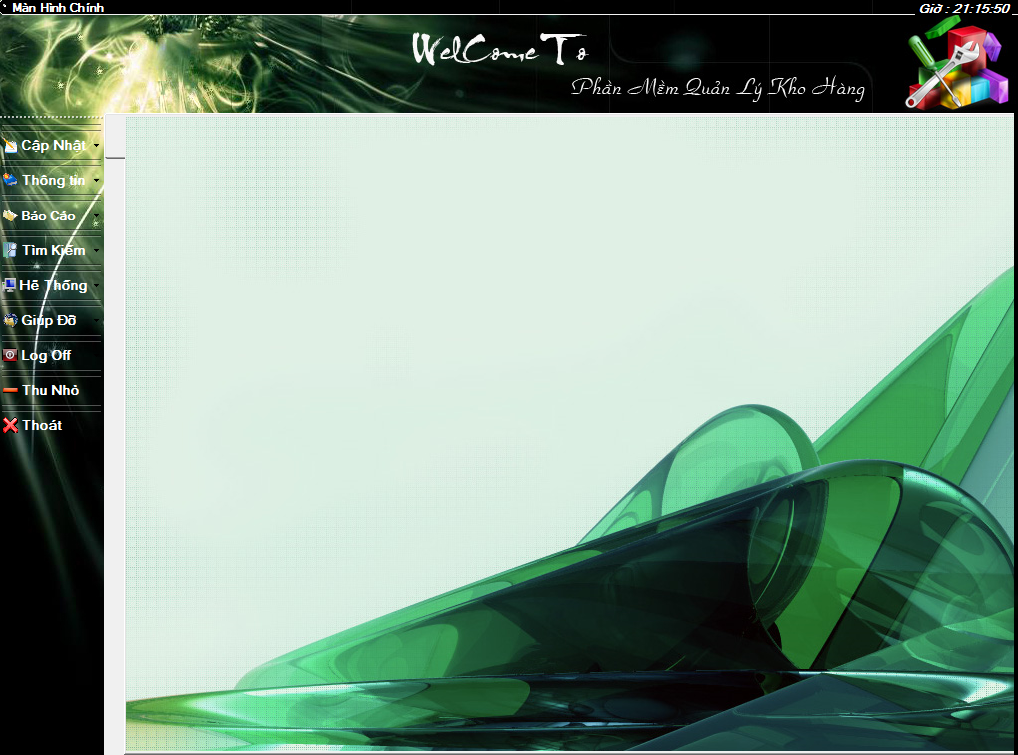 Màn Hình Chính
Giờ : 21:15:50
WelCome To
Phần Mềm Quản Lý Kho Hàng
Cập Nhật
Thông tin
Báo Cáo
Tìm Kiếm
Hệ Thống
Giúp Đỡ
Log Off
Thu Nhỏ
Thoát